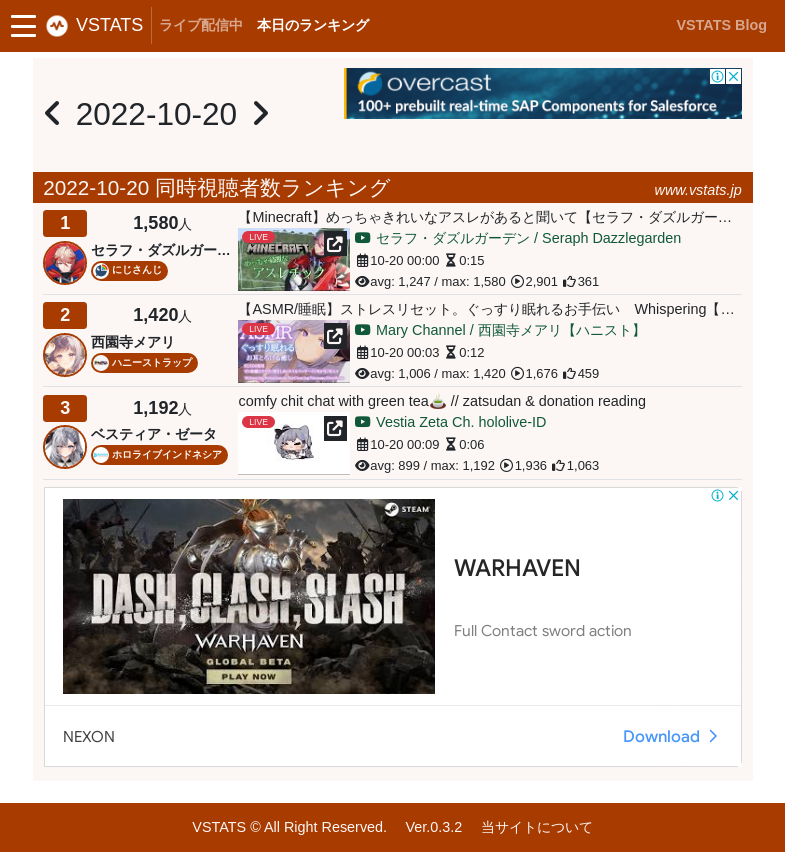 VSTATS ライブ配信中 本日のランキング VSTATS Blog
2022-10-20
overcast
100+ prebuilt real-time SAP Components for Salesforce
2022-10-20 同時視聴者数ランキング www.vstats.jp
1 1,580人
セラフ・ダズルガー...
にじさんじ
【Minecraft】めっちゃきれいなアスレがあると聞いて【セラフ・ダズルガー…
LIVE
MINECRAFT
アスレチック
セラフ・ダズルガーデン / Seraph Dazzlegarden
10-20 00:00 0:15
avg: 1,247 / max: 1,580 2,901 361
2 1,420人
西園寺メアリ
ハニーストラップ
【ASMR/睡眠】ストレスリセット。ぐっすり眠れるお手伝い Whispering【…
LIVE
ASMR
ぐっすり眠れる
Mary Channel / 西園寺メアリ【ハニスト】
10-20 00:03 0:12
avg: 1,006 / max: 1,420 1,676 459
3 1,192人
ベスティア・ゼータ
ホロライブインドネシア
comfy chit chat with green tea🍵 // zatsudan & donation reading
LIVE
Vestia Zeta Ch. hololive-ID
10-20 00:09 0:06
avg: 899 / max: 1,192 1,936 1,063
STEAM
DASH, CLASH, SLASH
WARHAVEN
GLOBAL BETA
PLAY NOW
WARHAVEN
Full Contact sword action
NEXON Download
VSTATS © All Right Reserved. Ver.0.3.2 当サイトについて